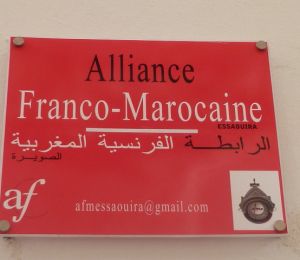 Alliance
Franco-Marocaine
ESSAOUIRA
الرابطة الفرنسية المغربية
الصويرة
af
afmessaouira@gmail.com